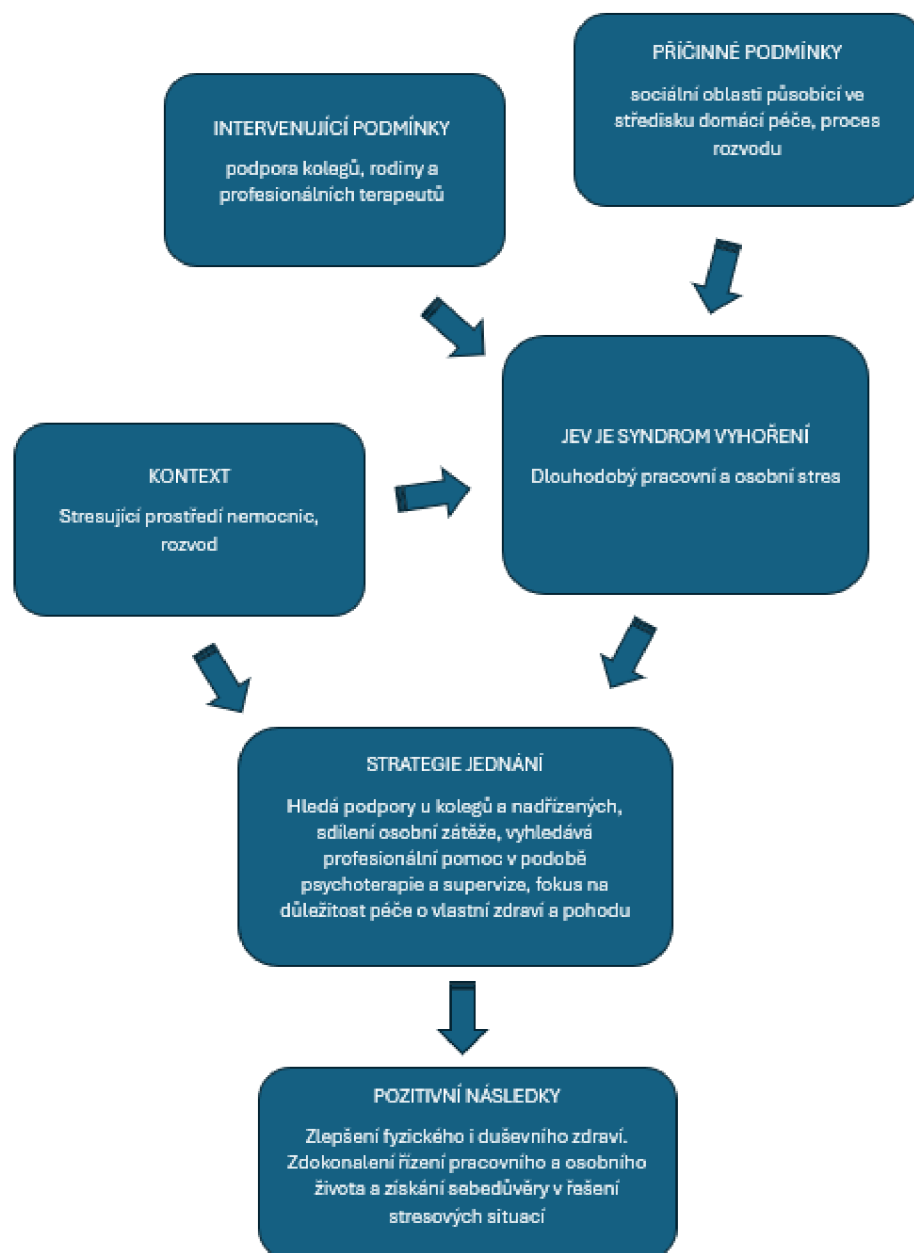 PŘÍČINNÉ PODMÍNKY
sociální oblasti působící ve
středisku domácí péče, proces
rozvodu
INTERVENUJÍCÍ PODMÍNKY
podpora kolegů, rodiny a
profesionálních terapeutů
JEV JE SYNDROM VYHOŘENÍ
Dlouhodobý pracovní a osobní stres
KONTEXT
Stresující prostředí nemocnic,
rozvod
STRATEGIE JEDNÁNÍ
Hledá podpory u kolegů a nadřízených,
sdílení osobní zátěže, vyhledává
profesionální pomoc v podobě
psychoterapie a supervize, fokus na
důležitost péče o vlastní zdraví a pohodu
POZITIVNÍ NÁSLEDKY
Zlepšení fyzického i duševního zdraví.
Zdokonalení řízení pracovního a osobního
života a získání sebedůvěry v řešení
stresových situací